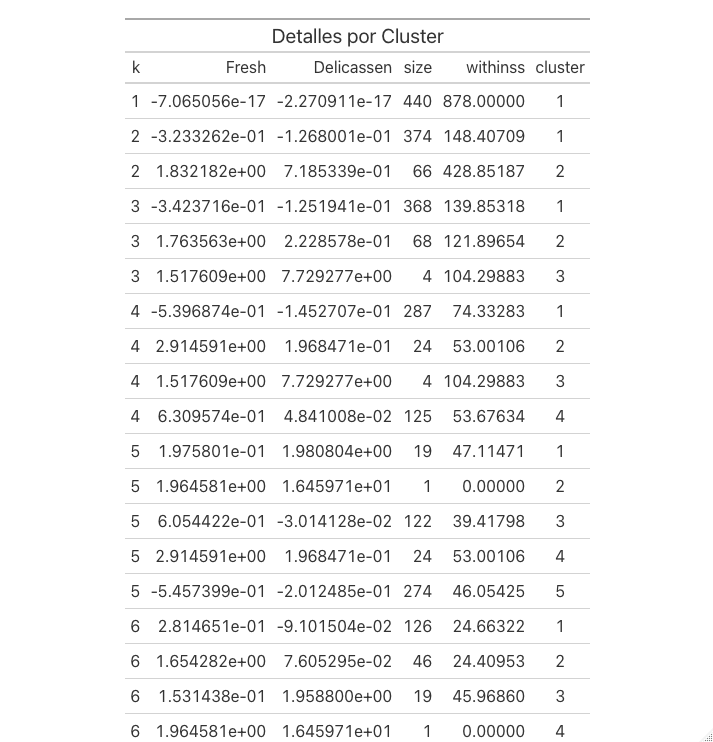 Detalles por Cluster
k Fresh Delicassen size withinss cluster
1 -7.065056e-17 -2.270911e-17 440 878.00000 1
2 -3.233262e-01 -1.268001e-01 374 148.40709 1
2 1.832182e+00 7.185339e-01 66 428.85187 2
3 -3.423716e-01 -1.251941e-01 368 139.85318 1
3 1.763563e+00 2.228578e-01 68 121.89654 2
3 1.517609e+00 7.729277e+00 4 104.29883 3
4 -5.396874e-01 -1.452707e-01 287 74.33283 1
4 2.914591e+00 1.968471e-01 24 53.00106 2
4 1.517609e+00 7.729277e+00 4 104.29883 3
4 6.309574e-01 4.841008e-02 125 53.67634 4
5 1.975801e-01 1.980804e+00 19 47.11471 1
5 1.964581e+00 1.645971e+01 1 0.00000 2
5 6.054422e-01 -3.014128e-02 122 39.41798 3
5 2.914591e+00 1.968471e-01 24 53.00106 4
5 -5.457399e-01 -2.012485e-01 274 46.05425 5
6 2.814651e-01 -9.101504e-02 126 24.66322 1
6 1.654282e+00 7.605295e-02 46 24.40953 2
6 1.531438e-01 1.958800e+00 19 45.96860 3
6 1.964581e+00 1.645971e+01 1 0.00000 4